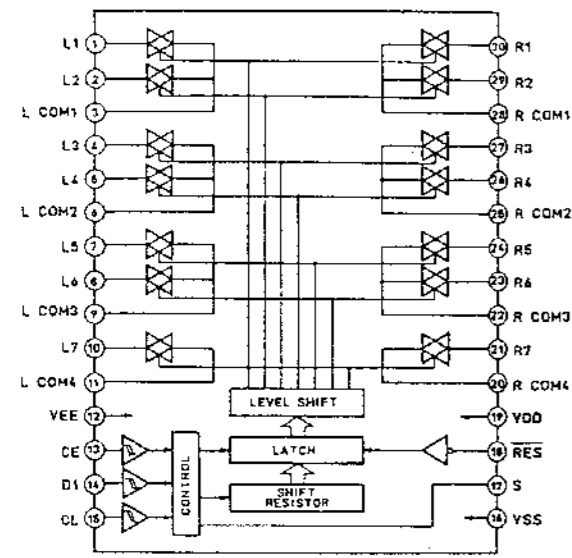 L1 1 30 R1
L2 2 29 R2
L COM1 3 28 R COM1
L3 4 27 R3
L4 5 26 R4
L COM2 6 25 R COM2
L5 7 24 R5
L6 8 23 R6
L COM3 9 22 R COM3
L7 10 21 R7
L COM4 11 20 R COM4
LEVEL SHIFT
VEE 12 19 VDD
CE 13 LATCH 18 RES
CONTROL
DI 14 17 S
SHIFT
RESISTOR
CL 15 16 VSS